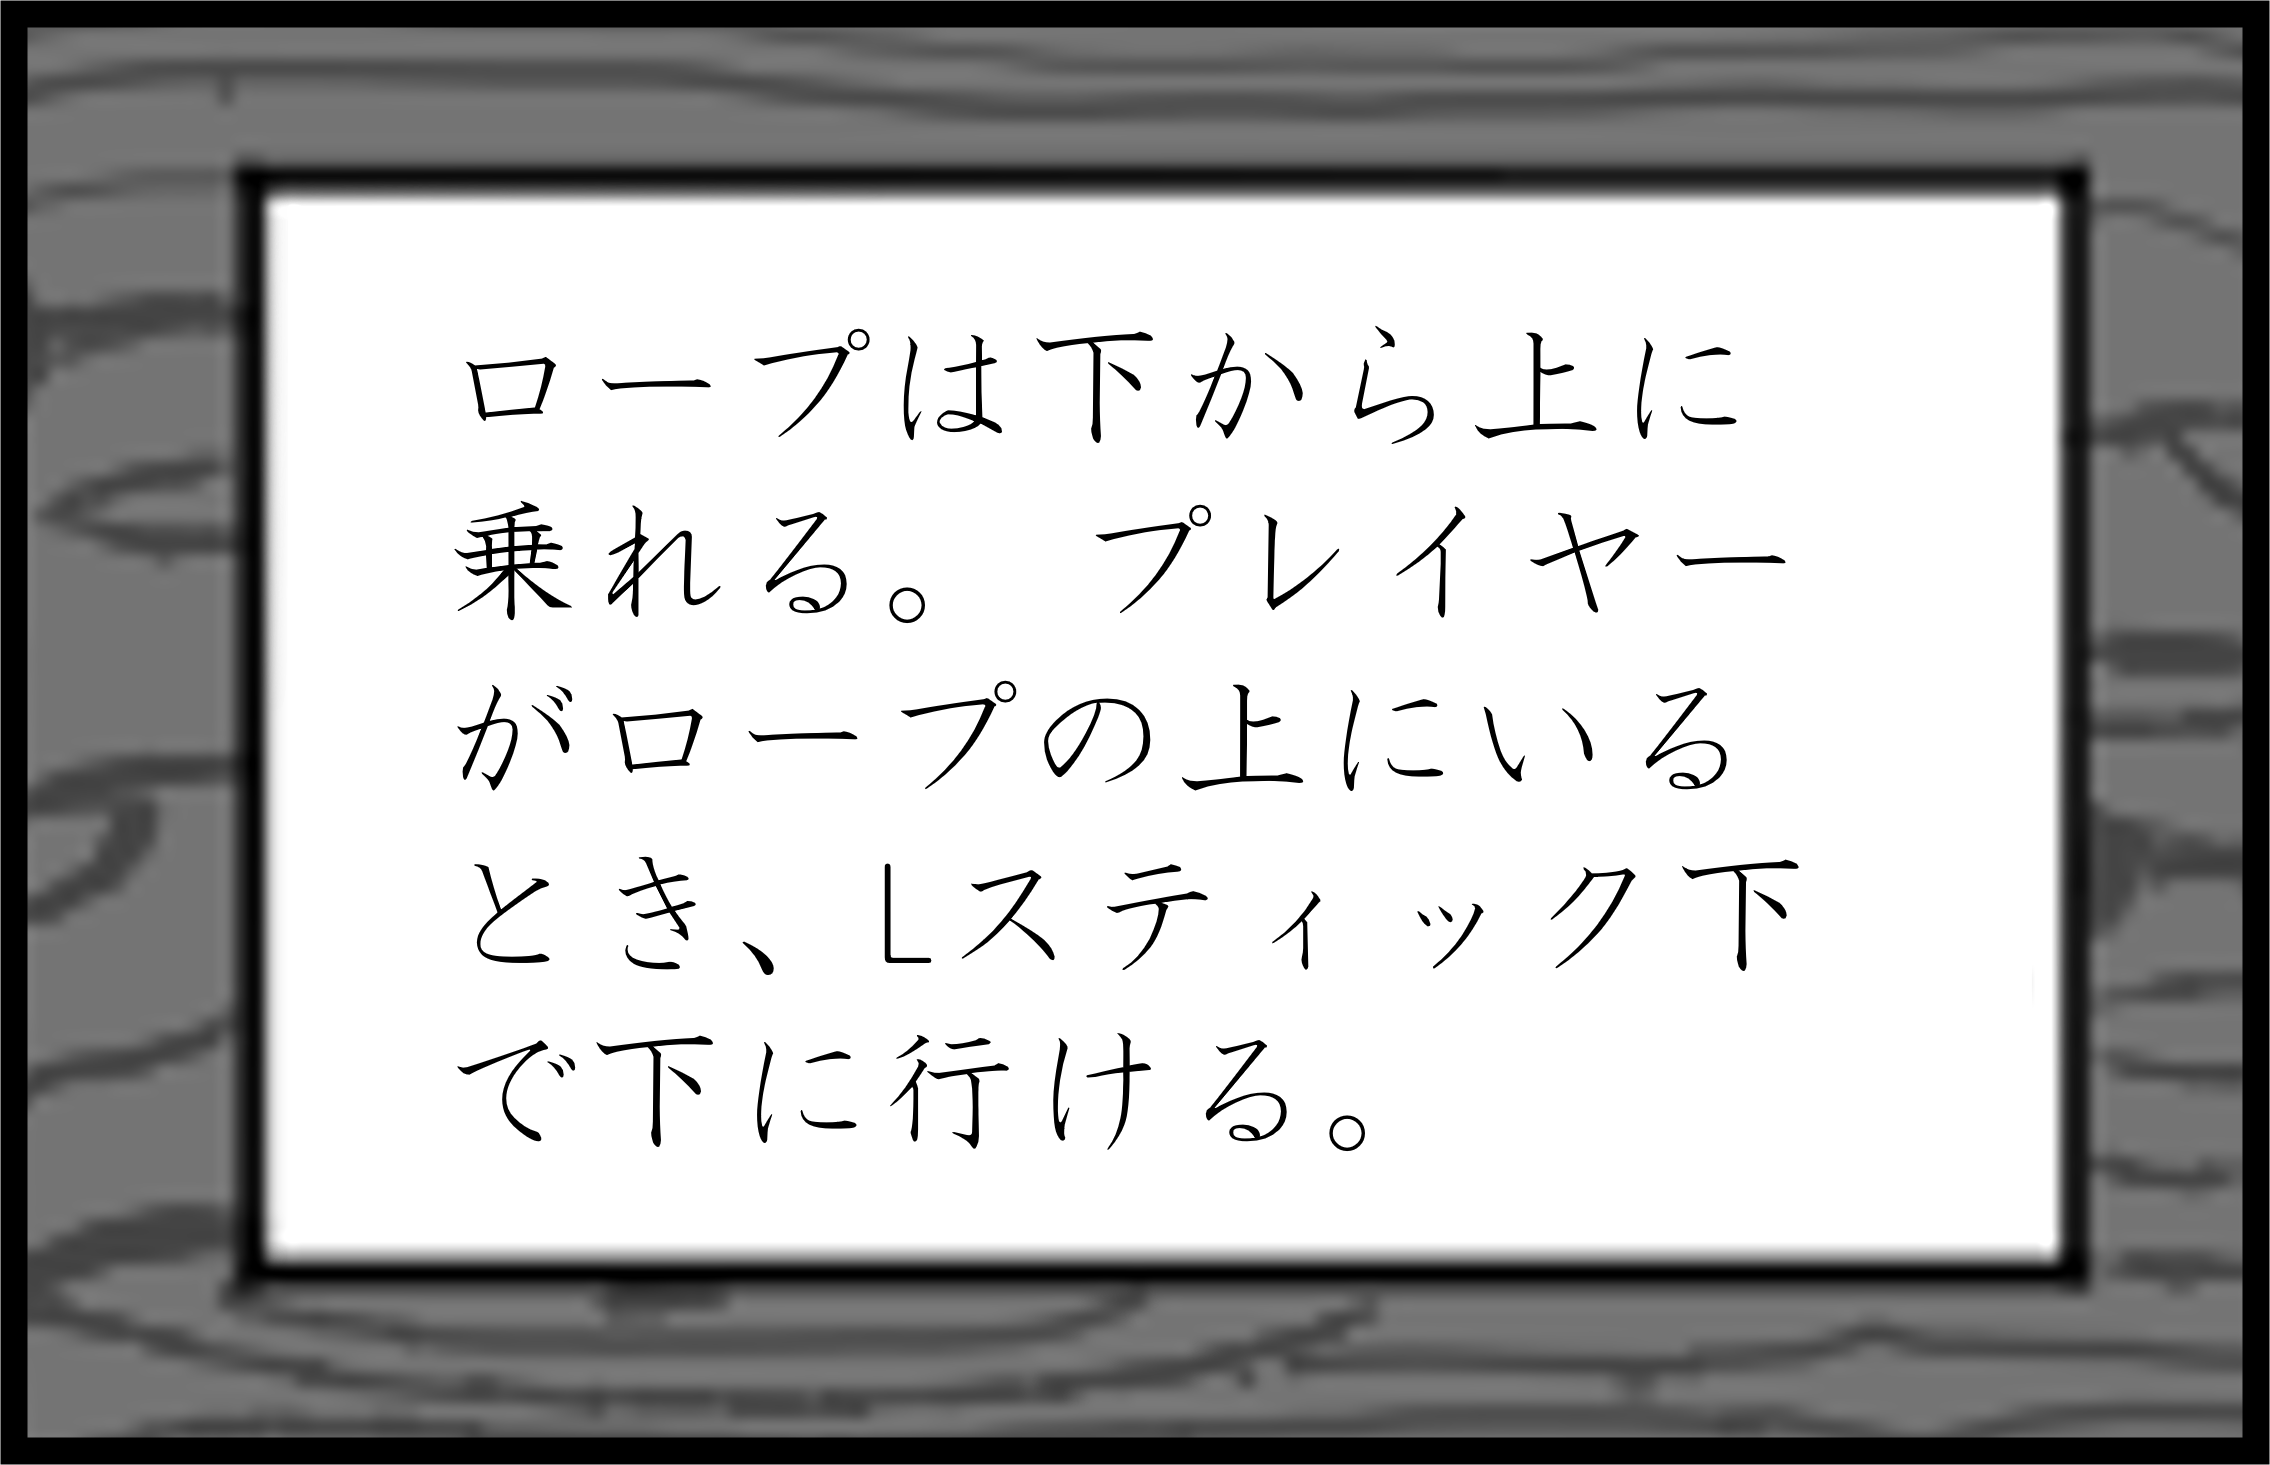 ロープは下から上に
乗れる。　プレイヤー
がロープの上にいる
とき、Lスティック下
で下に行ける。